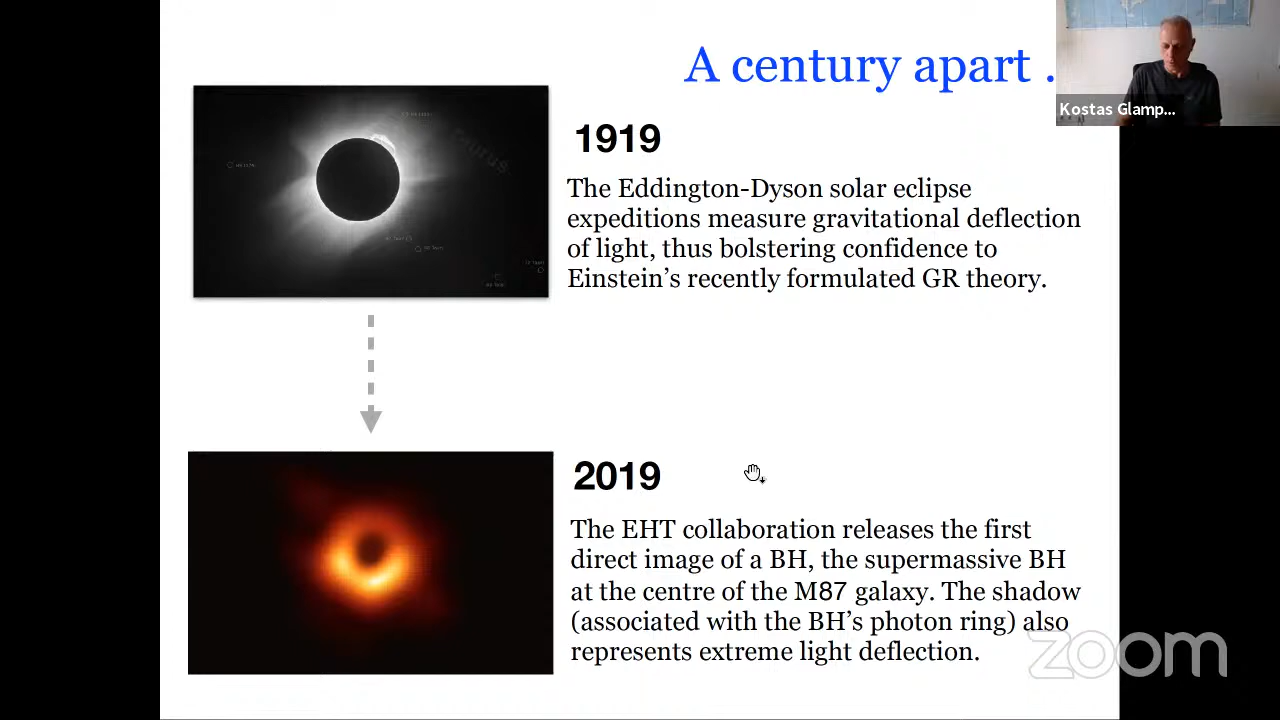 A century apart .
Kostas Glamp...
1919
The Eddington-Dyson solar eclipse
expeditions measure gravitational deflection
of light, thus bolstering confidence to
Einstein’s recently formulated GR theory.
2019
The EHT collaboration releases the first
direct image of a BH, the supermassive BH
at the centre of the M87 galaxy. The shadow
(associated with the BH’s photon ring) also
represents extreme light deflection.
zoom